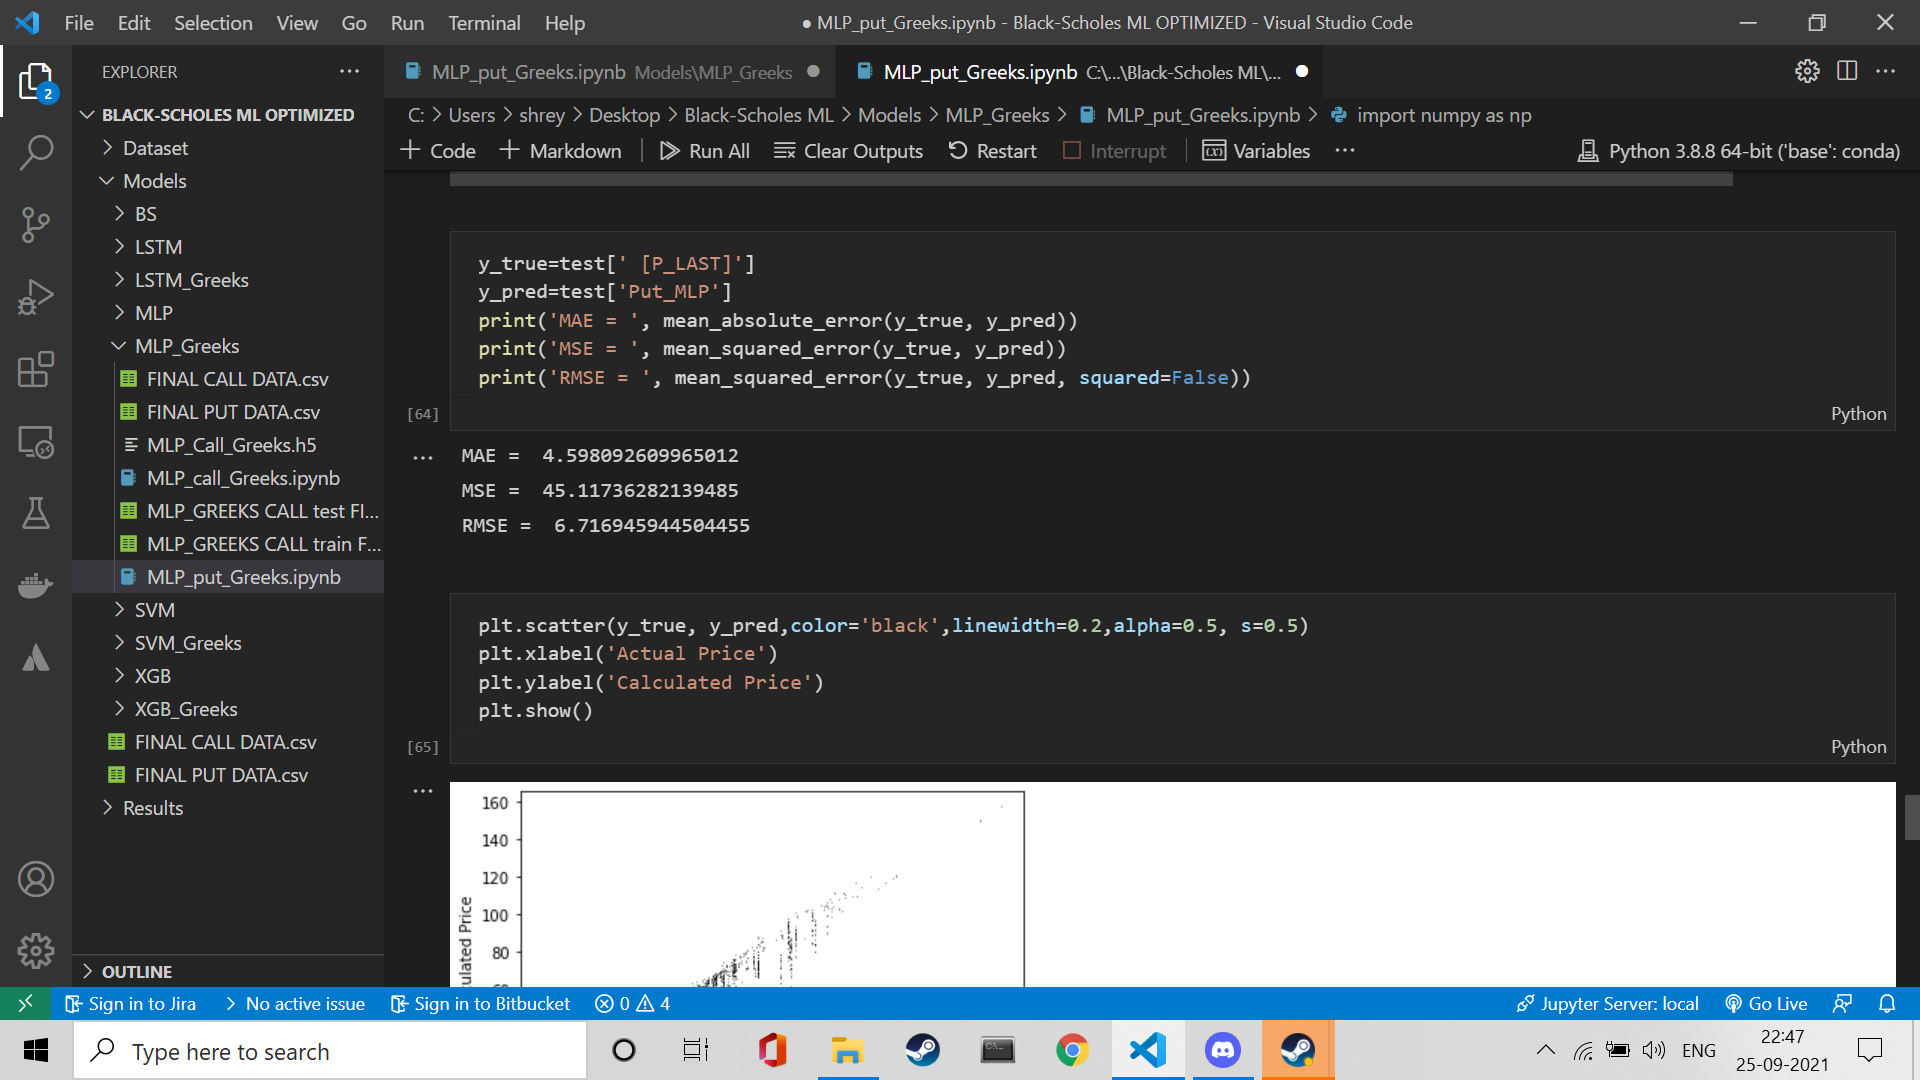 File Edit Selection View Go Run Terminal Help
● MLP_put_Greeks.ipynb - Black-Scholes ML OPTIMIZED - Visual Studio Code
EXPLORER
MLP_put_Greeks.ipynb Models\MLP_Greeks
MLP_put_Greeks.ipynb C:\...\Black-Scholes ML\...
2
BLACK-SCHOLES ML OPTIMIZED
C: > Users > shrey > Desktop > Black-Scholes ML > Models > MLP_Greeks > MLP_put_Greeks.ipynb > import numpy as np
+ Code + Markdown Run All Clear Outputs Restart Interrupt Variables ... Python 3.8.8 64-bit ('base': conda)
Dataset
Models
BS
LSTM
LSTM_Greeks
MLP
MLP_Greeks
FINAL CALL DATA.csv
FINAL PUT DATA.csv
MLP_Call_Greeks.h5
MLP_call_Greeks.ipynb
MLP_GREEKS CALL test FI...
MLP_GREEKS CALL train F...
MLP_put_Greeks.ipynb
SVM
SVM_Greeks
XGB
XGB_Greeks
FINAL CALL DATA.csv
FINAL PUT DATA.csv
Results
OUTLINE
y_true=test[' [P_LAST]']
y_pred=test['Put_MLP']
print('MAE = ', mean_absolute_error(y_true, y_pred))
print('MSE = ', mean_squared_error(y_true, y_pred))
print('RMSE = ', mean_squared_error(y_true, y_pred, squared=False))
[64]
Python
MAE =  4.598092609965012
MSE =  45.11736282139485
RMSE =  6.716945944504455
plt.scatter(y_true, y_pred,color='black',linewidth=0.2,alpha=0.5, s=0.5)
plt.xlabel('Actual Price')
plt.ylabel('Calculated Price')
plt.show()
[65]
Python
160
140
120
100
80
ulated Price
Sign in to Jira No active issue Sign in to Bitbucket 0 4 Jupyter Server: local Go Live
Type here to search
ENG
22:47
25-09-2021